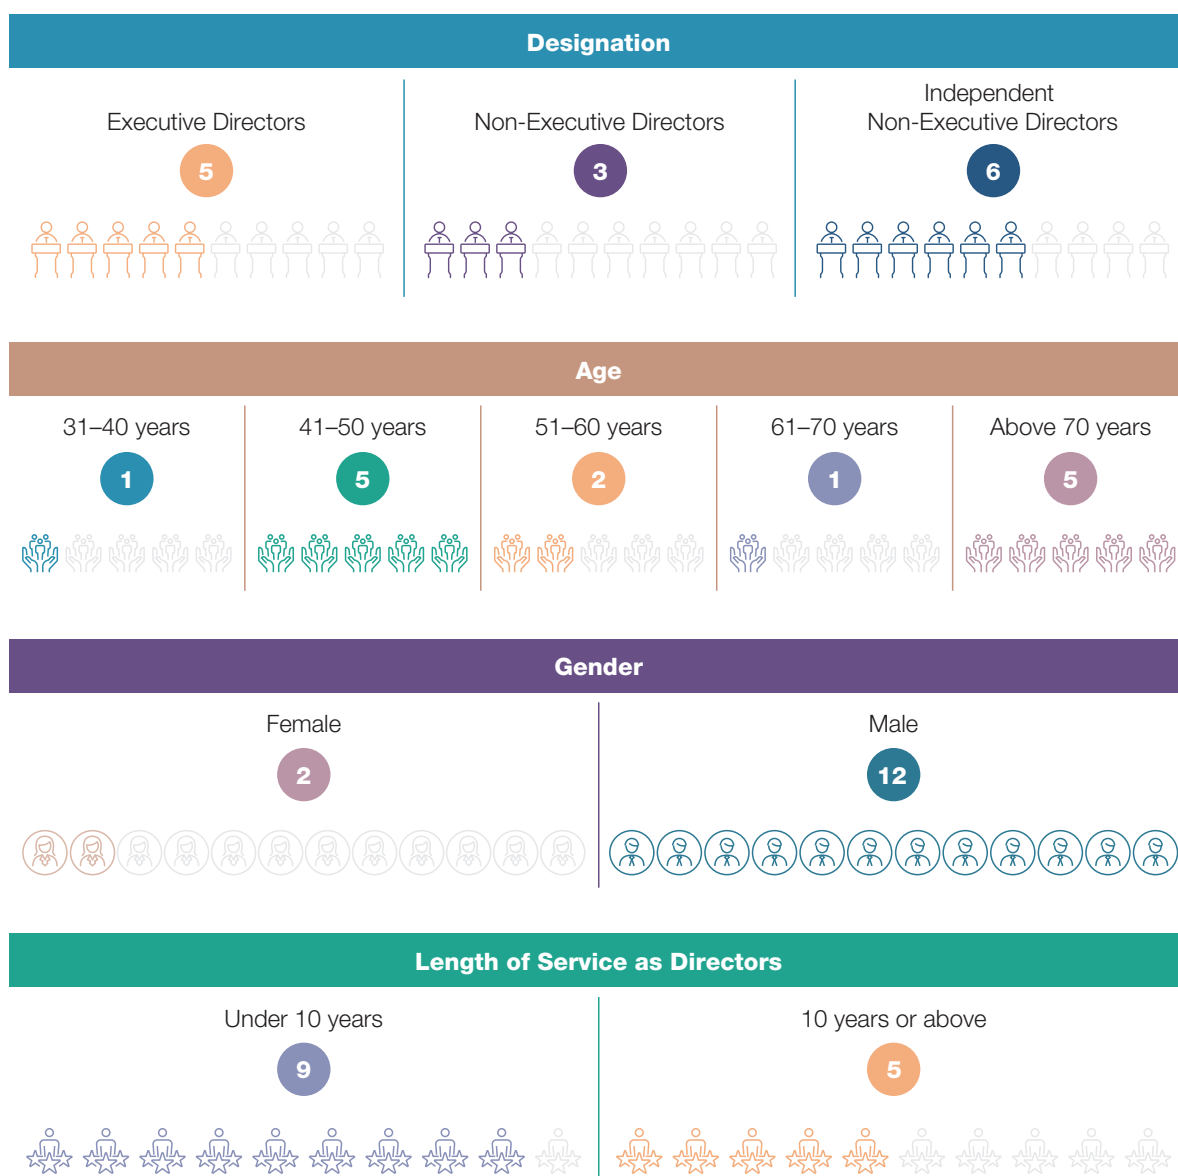 Designation
Executive Directors
5
Non-Executive Directors
3
Independent
Non-Executive Directors
6
Age
31–40 years
1
41–50 years
5
51–60 years
2
61–70 years
1
Above 70 years
5
Gender
Female
2
Male
12
Length of Service as Directors
Under 10 years
9
10 years or above
5